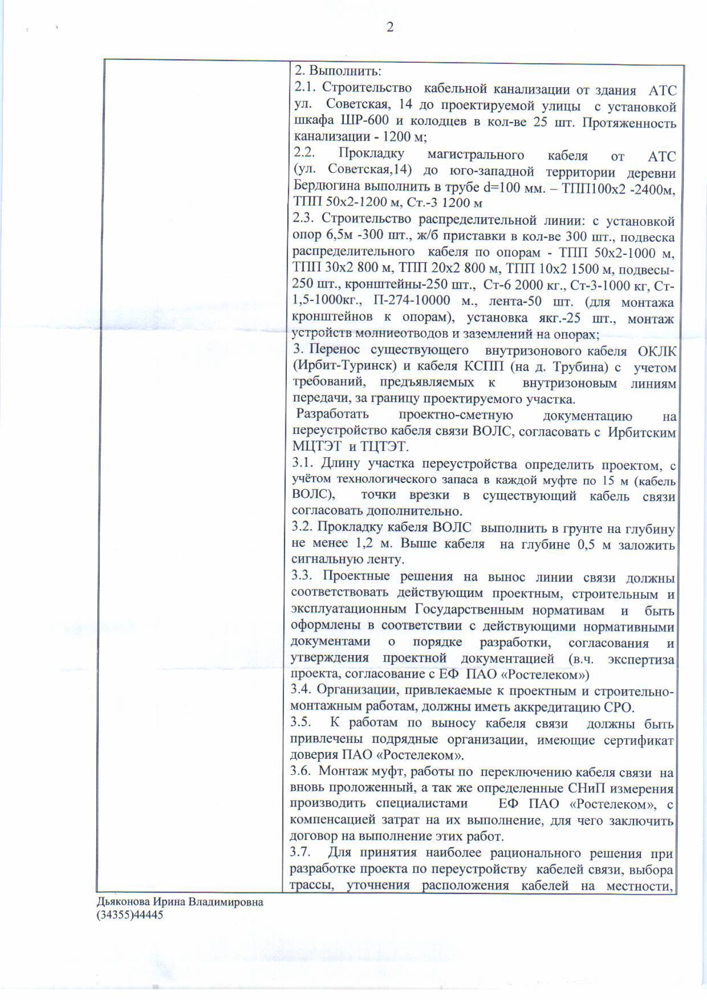 2
2. Выполнить:
2.1. Строительство кабельной канализации от здания АТС
ул. Советская, 14 до проектируемой улицы с установкой
шкафа ШР-600 и колодцев в кол-ве 25 шт. Протяженность
канализации - 1200 м;
2.2. Прокладку магистрального кабеля от АТС
(ул. Советская,14) до юго-западной территории деревни
Бердюгина выполнить в трубе d=100 мм. – ТПП100х2 -2400м,
ТПП 50х2-1200 м, Ст.-3 1200 м
2.3. Строительство распределительной линии: с установкой
опор 6,5м -300 шт., ж/б приставки в кол-ве 300 шт., подвеска
распределительного кабеля по опорам - ТПП 50х2-1000 м,
ТПП 30х2 800 м, ТПП 20х2 800 м, ТПП 10х2 1500 м, подвесы-
250 шт., кронштейны-250 шт., Ст-6 2000 кг., Ст-3-1000 кг, Ст-
1,5-1000кг., П-274-10000 м., лента-50 шт. (для монтажа
кронштейнов к опорам), установка якг.-25 шт., монтаж
устройств молниеотводов и заземлений на опорах;
3. Перенос существующего внутризонового кабеля ОКЛК
(Ирбит-Туринск) и кабеля КСПП (на д. Трубина) с учетом
требований, предъявляемых к внутризоновым линиям
передачи, за границу проектируемого участка.
Разработать проектно-сметную документацию на
переустройство кабеля связи ВОЛС, согласовать с Ирбитским
МЦТЭТ и ТЦТЭТ.
3.1. Длину участка переустройства определить проектом, с
учётом технологического запаса в каждой муфте по 15 м (кабель
ВОЛС), точки врезки в существующий кабель связи
согласовать дополнительно.
3.2. Прокладку кабеля ВОЛС выполнить в грунте на глубину
не менее 1,2 м. Выше кабеля на глубине 0,5 м заложить
сигнальную ленту.
3.3. Проектные решения на вынос линии связи должны
соответствовать действующим проектным, строительным и
эксплуатационным Государственным нормативам и быть
оформлены в соответствии с действующими нормативными
документами о порядке разработки, согласования и
утверждения проектной документацией (в.ч. экспертиза
проекта, согласование с ЕФ ПАО «Ростелеком»)
3.4. Организации, привлекаемые к проектным и строительно-
монтажным работам, должны иметь аккредитацию СРО.
3.5. К работам по выносу кабеля связи должны быть
привлечены подрядные организации, имеющие сертификат
доверия ПАО «Ростелеком».
3.6. Монтаж муфт, работы по переключению кабеля связи на
вновь проложенный, а так же определенные СНиП измерения
производить специалистами ЕФ ПАО «Ростелеком», с
компенсацией затрат на их выполнение, для чего заключить
договор на выполнение этих работ.
3.7. Для принятия наиболее рационального решения при
разработке проекта по переустройству кабелей связи, выбора
трассы, уточнения расположения кабелей на местности,
Дьяконова Ирина Владимировна
(34355)44445